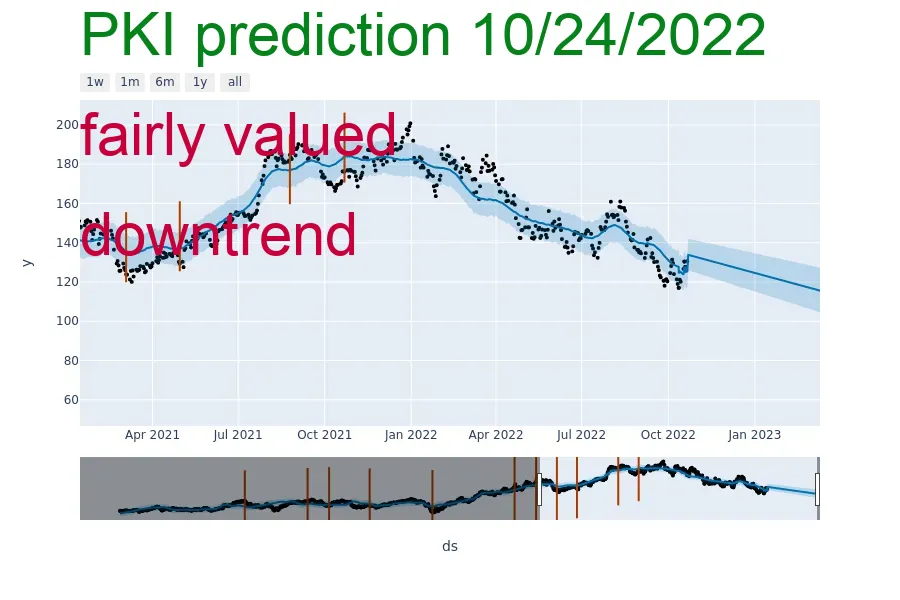 PKI prediction 10/24/2022
1w 1m 6m 1y all
fairly valued
downtrend
200
180
160
140
120
100
80
60
y
Apr 2021 Jul 2021 Oct 2021 Jan 2022 Apr 2022 Jul 2022 Oct 2022 Jan 2023
ds